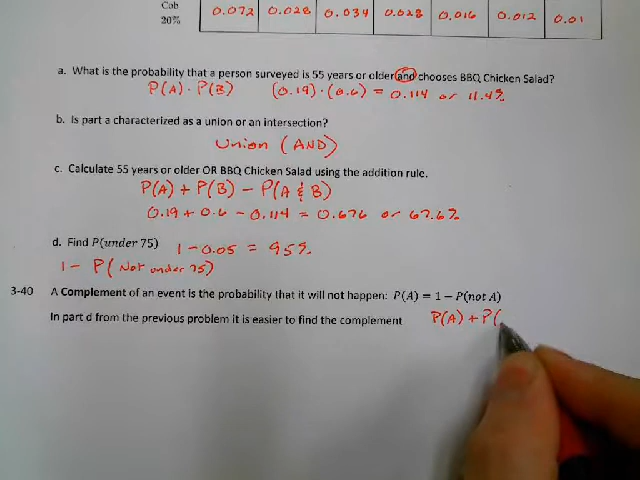 Cob 0.072 0.028 0.034 0.028 0.016 0.012 0.01
20%
a. What is the probability that a person surveyed is 55 years or older and chooses BBQ Chicken Salad?
P(A) · P(B) (0.19) · (0.6) = 0.114 or 11.4%
b. Is part a characterized as a union or an intersection?
Union (AND)
c. Calculate 55 years or older OR BBQ Chicken Salad using the addition rule.
P(A) + P(B) - P(A & B)
0.19 + 0.6 - 0.114 = 0.676 or 67.6%
d. Find P(under 75) 1 - 0.05 = 95%
1 - P(Not under 75)
3-40 A Complement of an event is the probability that it will not happen: P(A) = 1 − P(not A)
In part d from the previous problem it is easier to find the complement P(A) + P(